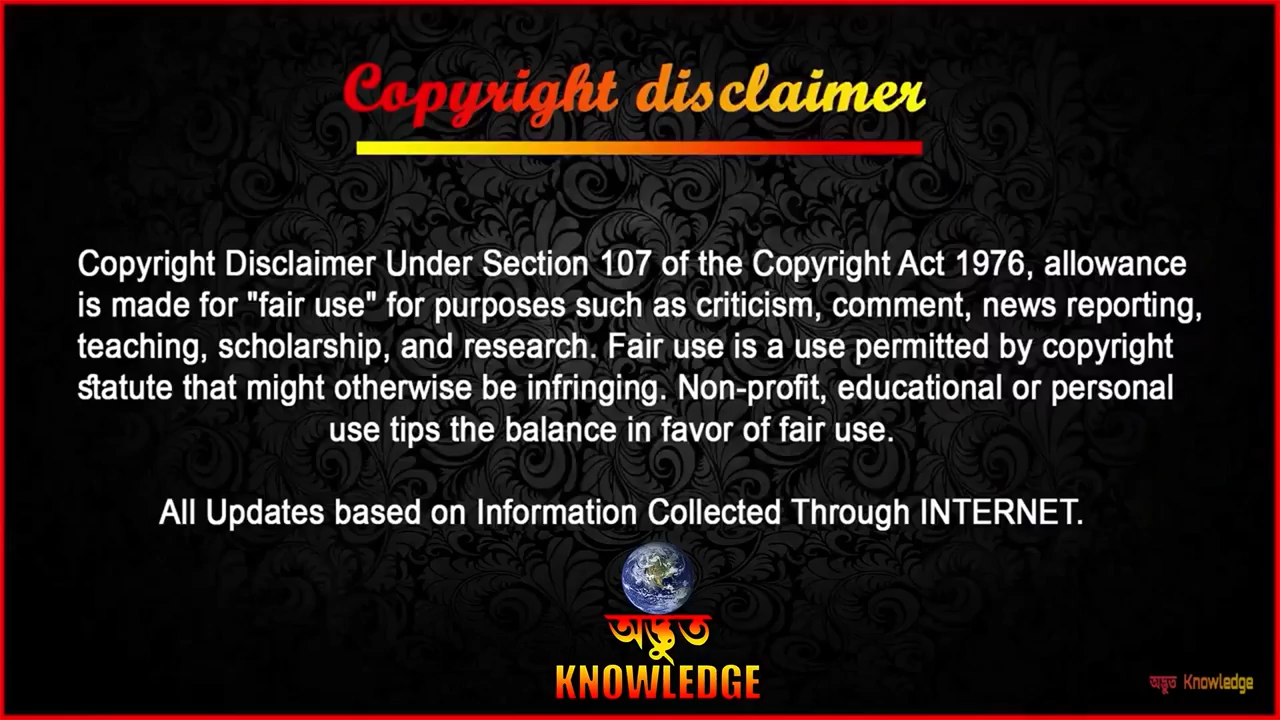 Copyright disclaimer
Copyright Disclaimer Under Section 107 of the Copyright Act 1976, allowance
is made for "fair use" for purposes such as criticism, comment, news reporting,
teaching, scholarship, and research. Fair use is a use permitted by copyright
statute that might otherwise be infringing. Non-profit, educational or personal
use tips the balance in favor of fair use.
All Updates based on Information Collected Through INTERNET.
অদ্ভুত
KNOWLEDGE
অদ্ভুত Knowledge